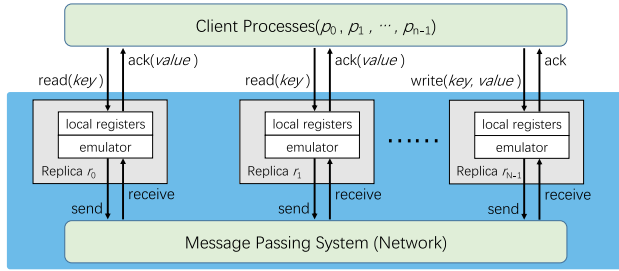 Client Processes(p0 , p1 , ⋯, pn-1)
read(key)
ack(value)
read(key)
ack(value)
write(key, value)
ack
local registers
emulator
Replica r0
local registers
emulator
Replica r1
······
local registers
emulator
Replica rN-1
send
receive
send
receive
send
receive
Message Passing System (Network)